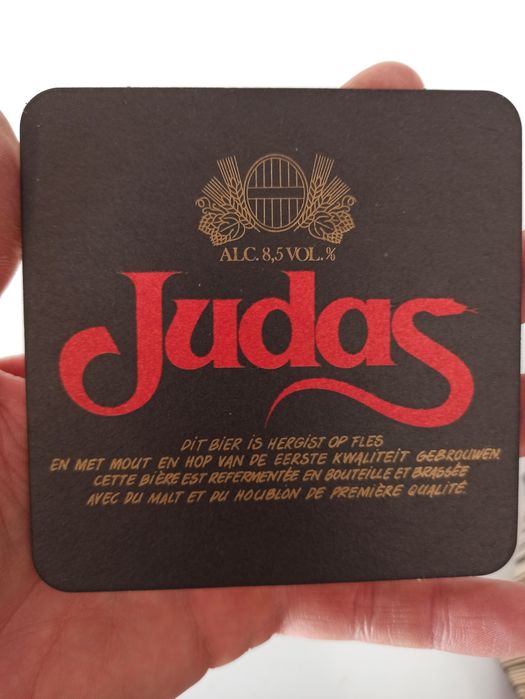 ALC. 8,5 VOL. %
Judas
DIT BIER IS HERGIST OP FLES
EN MET MOUT EN HOP VAN DE EERSTE KWALITEIT GEBROUWEN.
CETTE BIÈRE EST REFERMENTÉE EN BOUTEILLE ET BRASSÉE
AVEC DU MALT ET DU HOUBLON DE PREMIÈRE QUALITÉ.